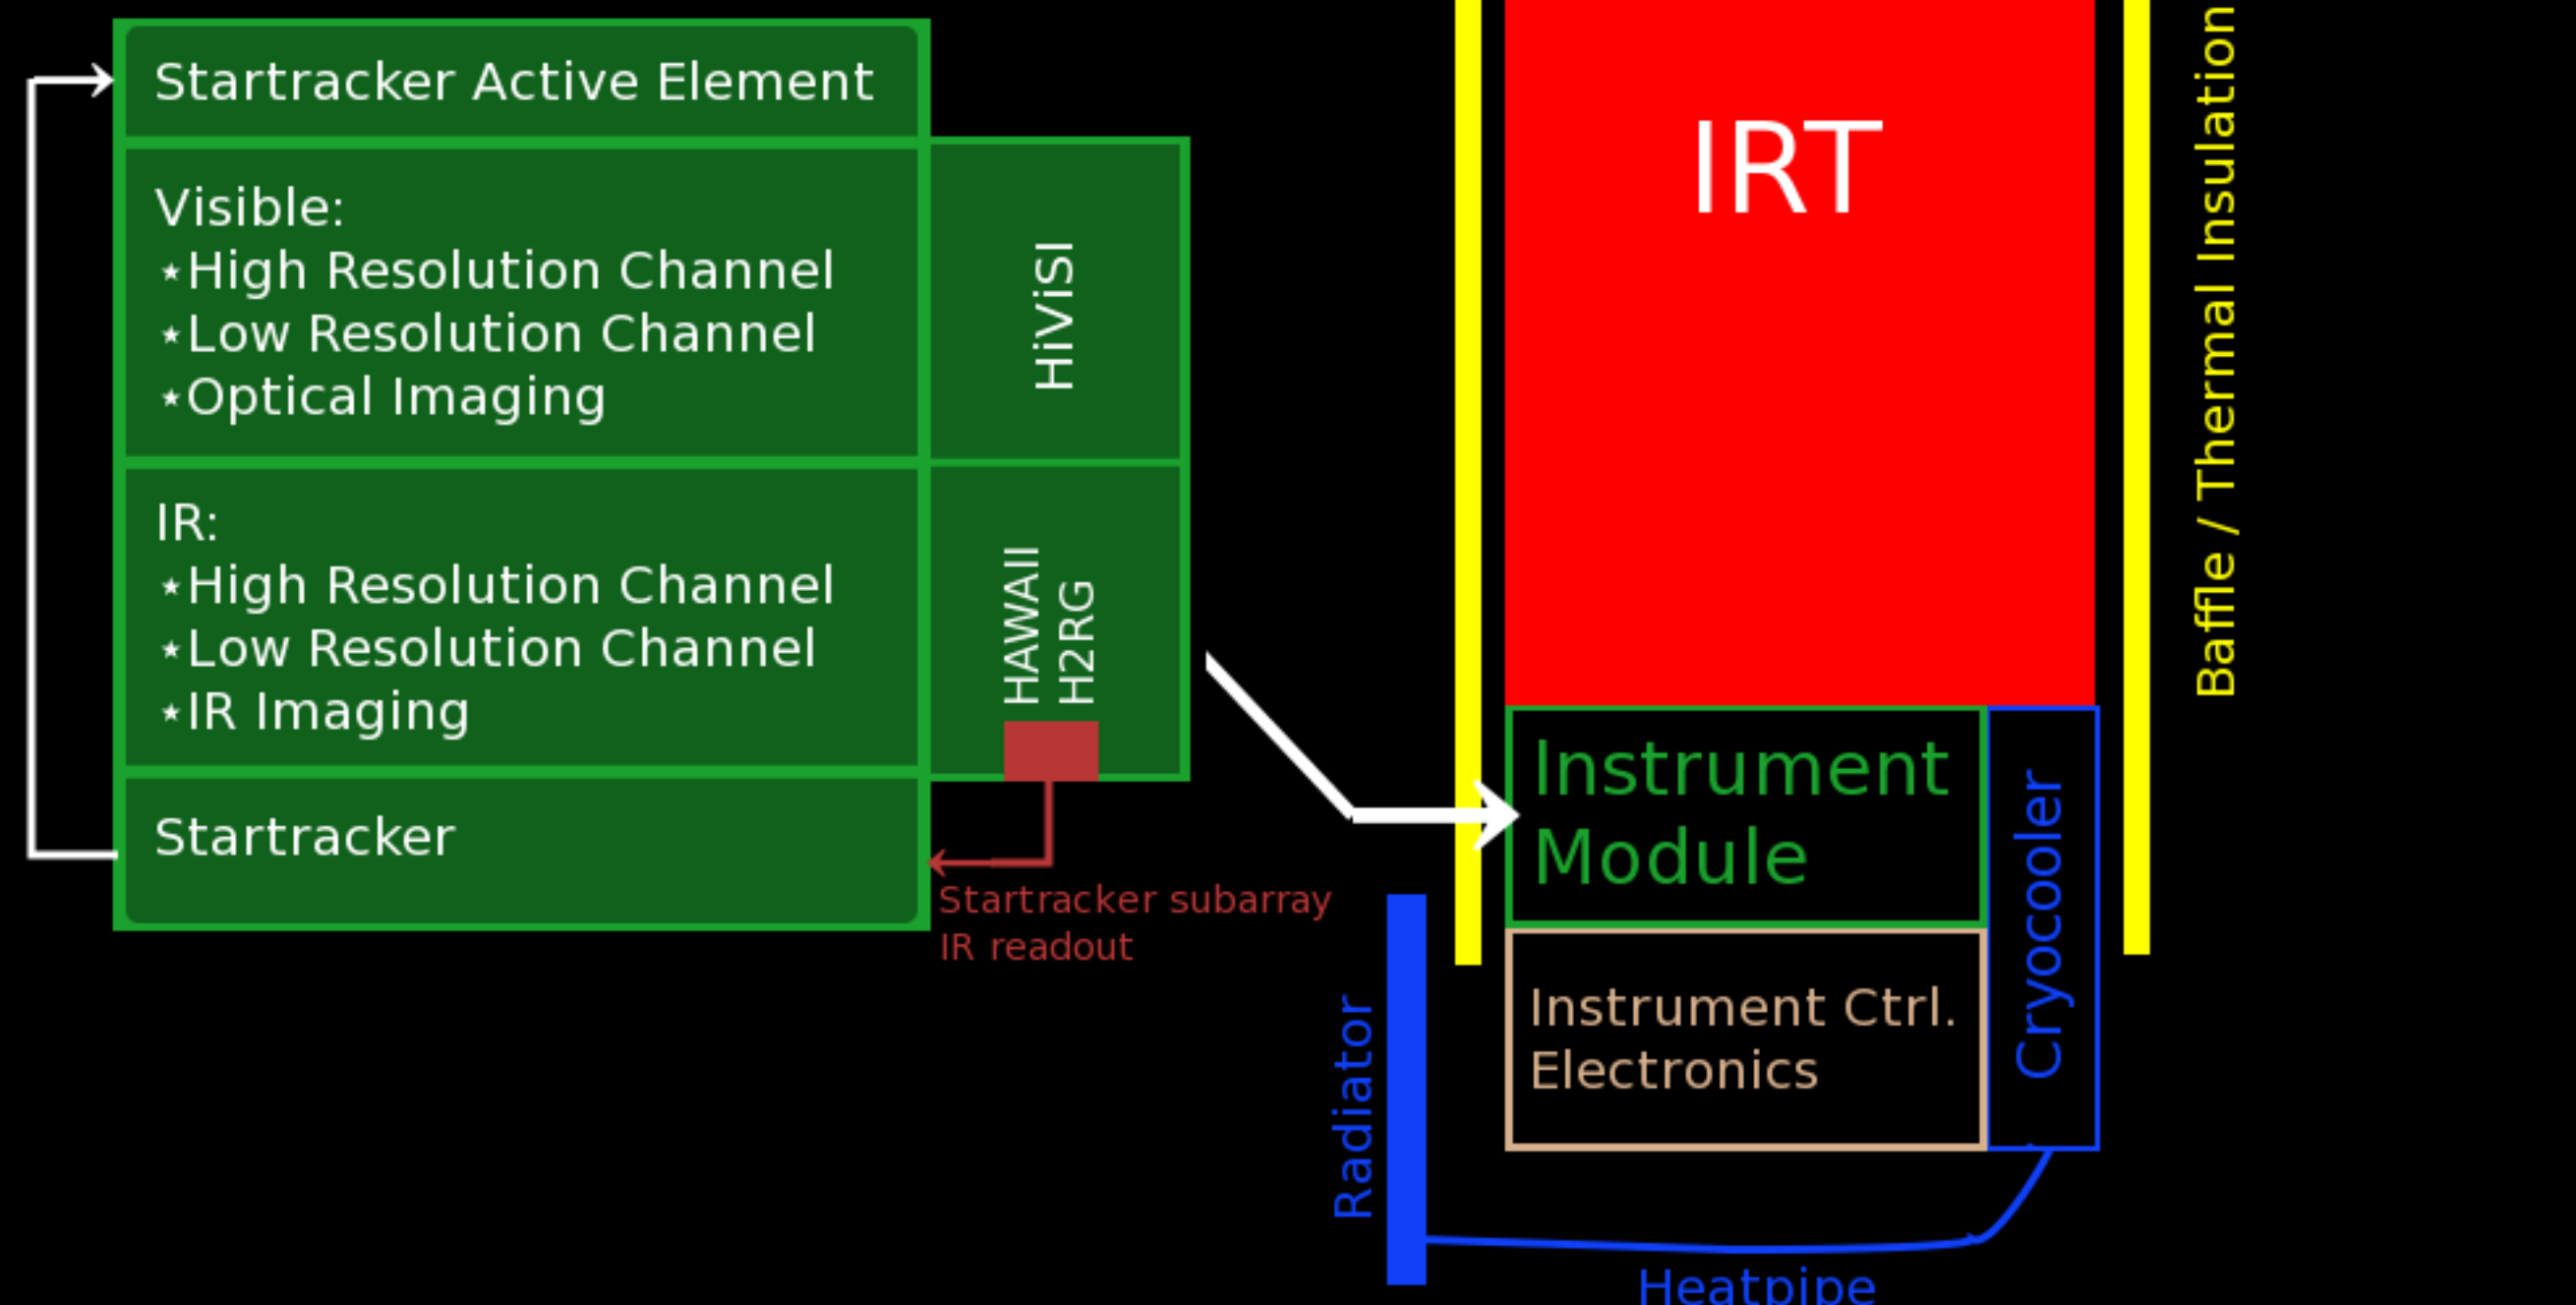 Startracker Active Element
Visible:
⋆High Resolution Channel
⋆Low Resolution Channel
⋆Optical Imaging
HiViSI
IR:
⋆High Resolution Channel
⋆Low Resolution Channel
⋆IR Imaging
HAWAII
H2RG
Startracker
Startracker subarray
IR readout
IRT
Baffle / Thermal Insulation
Instrument
Module
Cryocooler
Instrument Ctrl.
Electronics
Radiator
Heatpipe